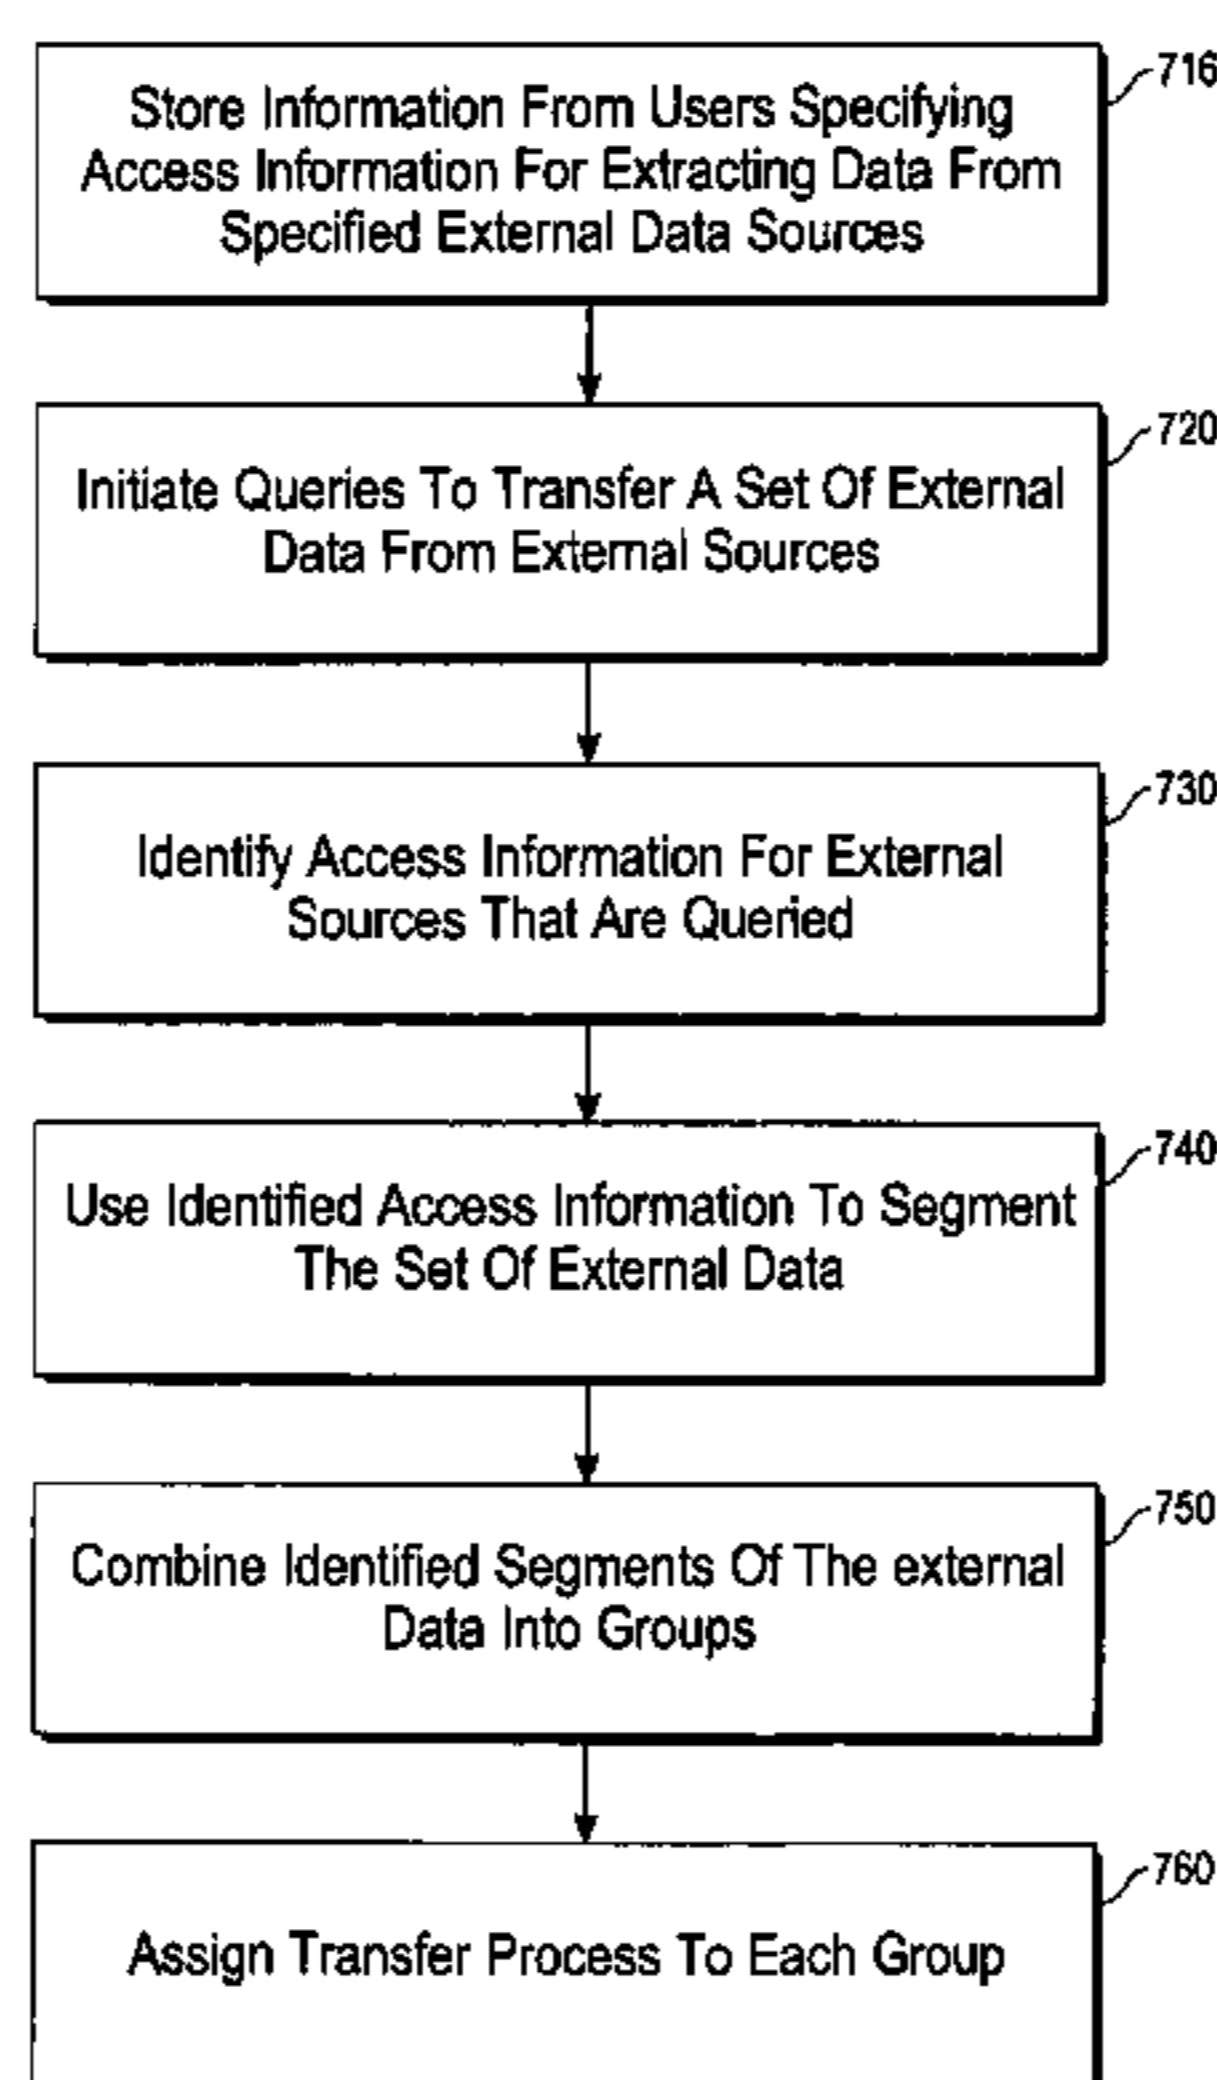 716
Store Information From Users Specifying
Access Information For Extracting Data From
Specified External Data Sources
720
Initiate Queries To Transfer A Set Of External
Data From External Sources
730
Identify Access Information For External
Sources That Are Queried
740
Use Identified Access Information To Segment
The Set Of External Data
750
Combine Identified Segments Of The external
Data Into Groups
760
Assign Transfer Process To Each Group